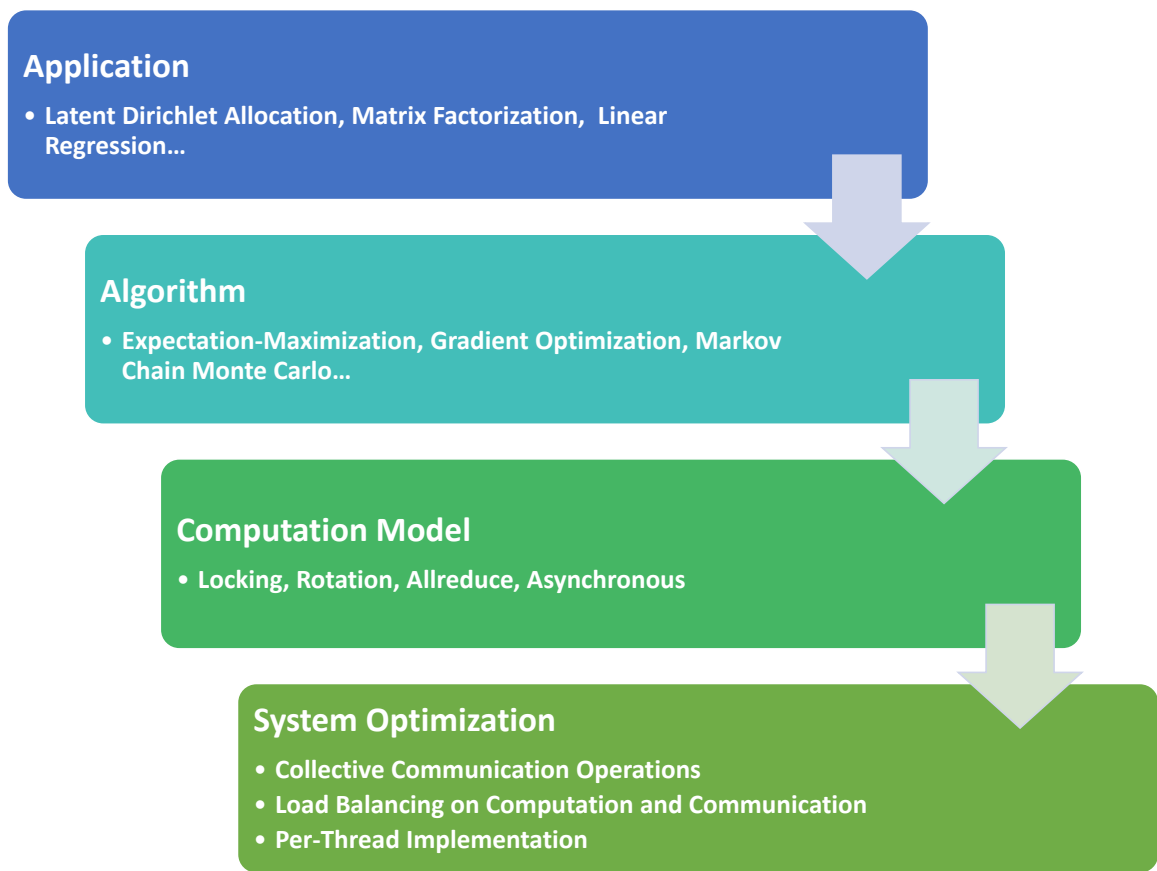 Application
• Latent Dirichlet Allocation, Matrix Factorization, Linear
Regression…
Algorithm
• Expectation-Maximization, Gradient Optimization, Markov
Chain Monte Carlo…
Computation Model
• Locking, Rotation, Allreduce, Asynchronous
System Optimization
• Collective Communication Operations
• Load Balancing on Computation and Communication
• Per-Thread Implementation